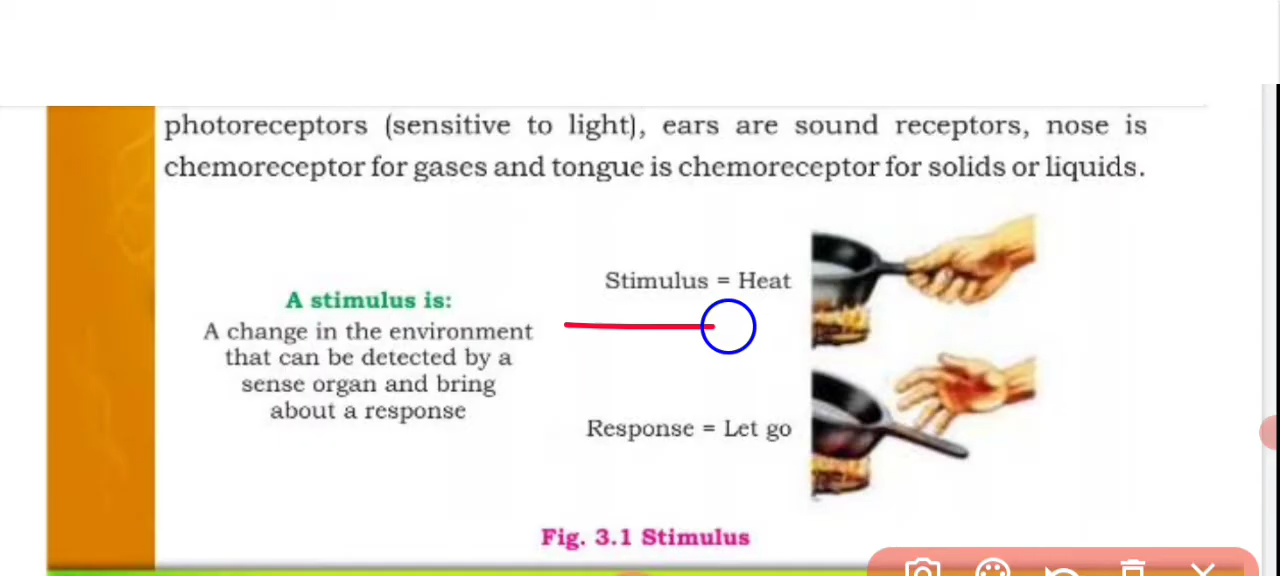 photoreceptors (sensitive to light), ears are sound receptors, nose is
chemoreceptor for gases and tongue is chemoreceptor for solids or liquids.
A stimulus is:
A change in the environment
that can be detected by a
sense organ and bring
about a response
Stimulus = Heat
Response = Let go
Fig. 3.1 Stimulus